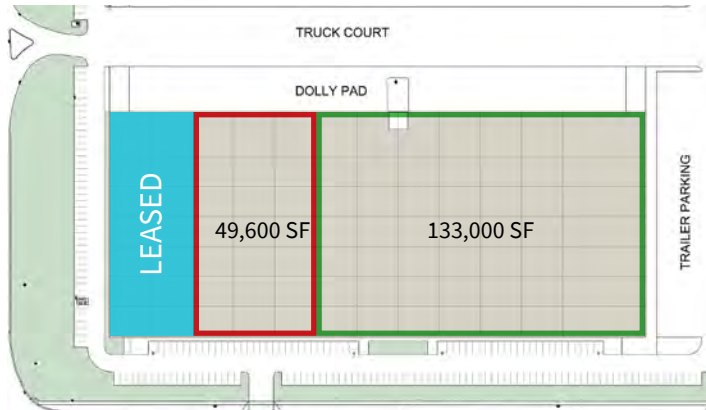 TRUCK COURT
DOLLY PAD
LEASED
49,600 SF
133,000 SF
TRAILER PARKING